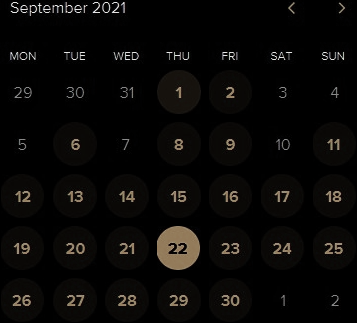 September 2021
MON TUE WED THU FRI SAT SUN
29 30 31 1 2 3 4
5 6 7 8 9 10 11
12 13 14 15 16 17 18
19 20 21 22 23 24 25
26 27 28 29 30 1 2